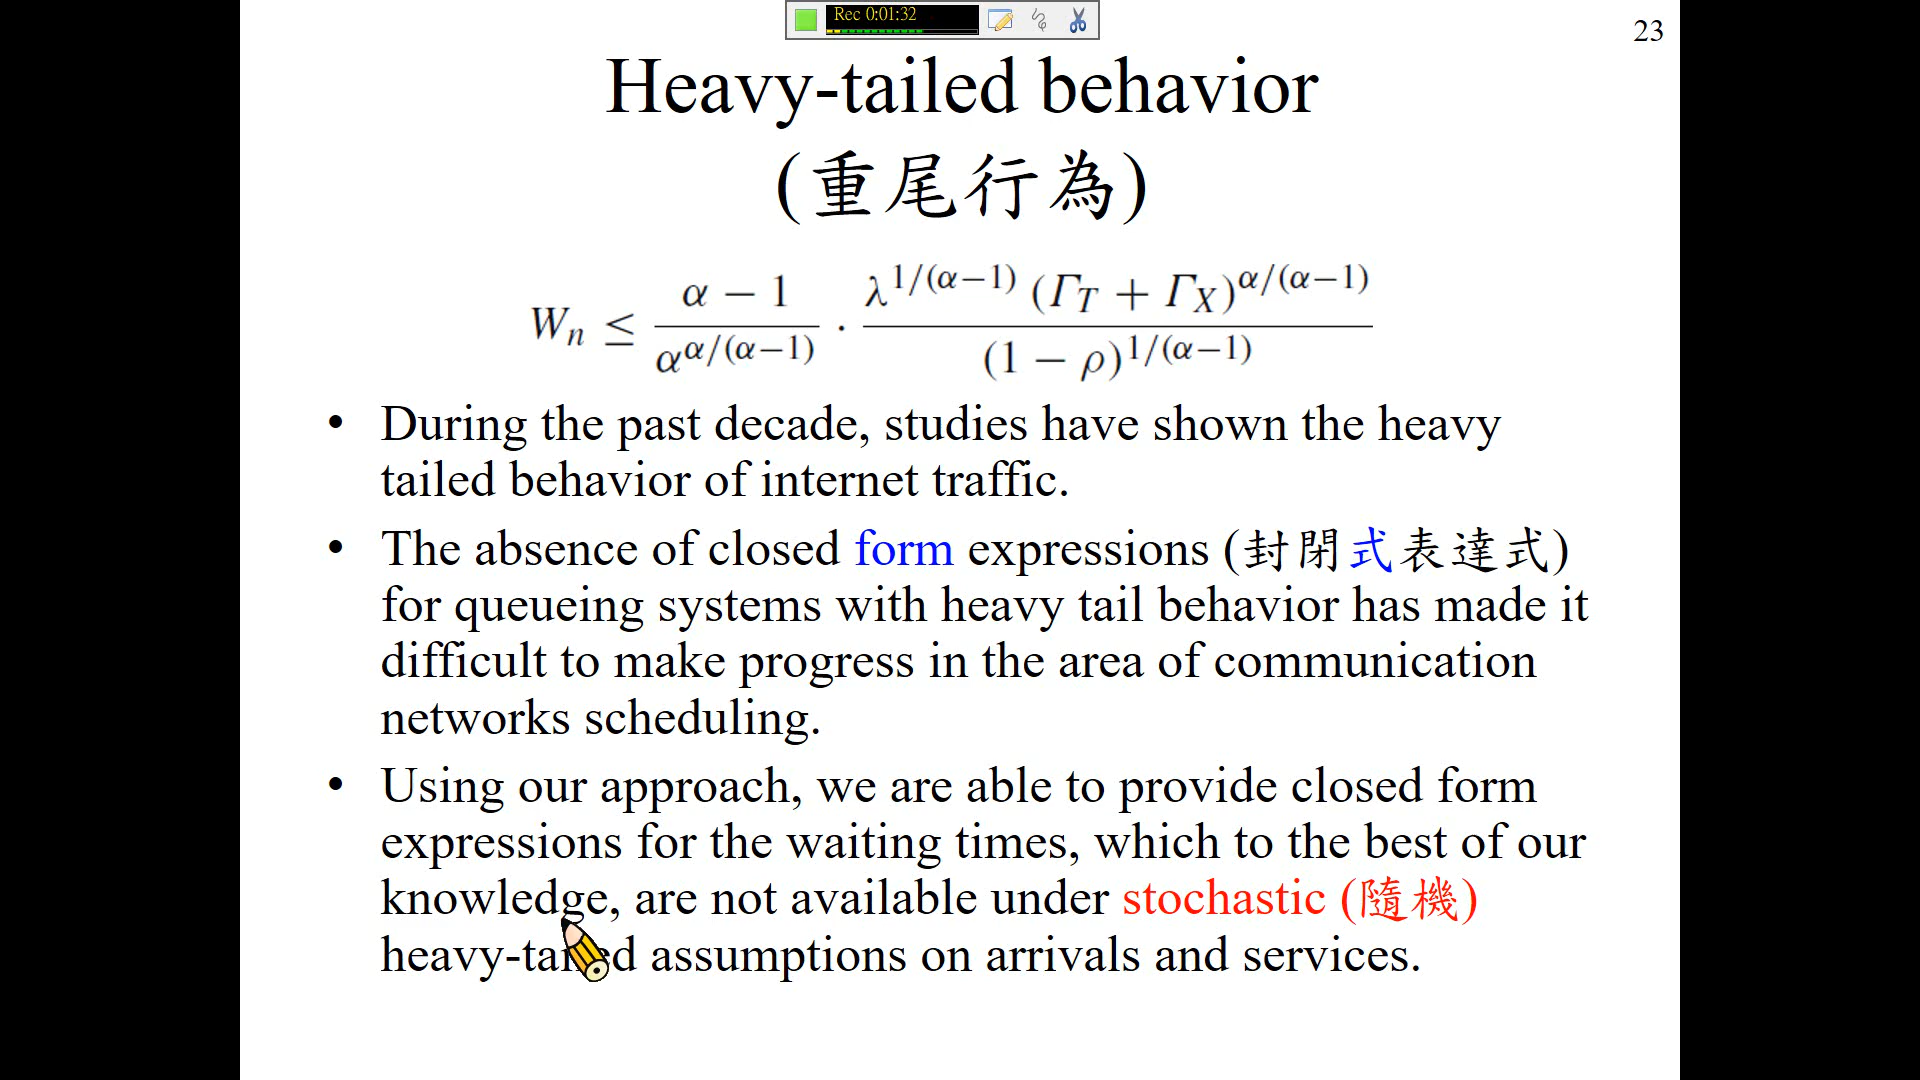 Rec 0:01:32
23
Heavy-tailed behavior
(重尾行為)
Wₙ ≤ (α − 1)/(α^(α/(α−1))) · (λ^(1/(α−1)) (Γ_T + Γ_X)^(α/(α−1)))/((1 − ρ)^(1/(α−1)))
• During the past decade, studies have shown the heavy
tailed behavior of internet traffic.
• The absence of closed form expressions (封閉式表達式)
for queueing systems with heavy tail behavior has made it
difficult to make progress in the area of communication
networks scheduling.
• Using our approach, we are able to provide closed form
expressions for the waiting times, which to the best of our
knowledge, are not available under stochastic (隨機)
heavy-tailed assumptions on arrivals and services.